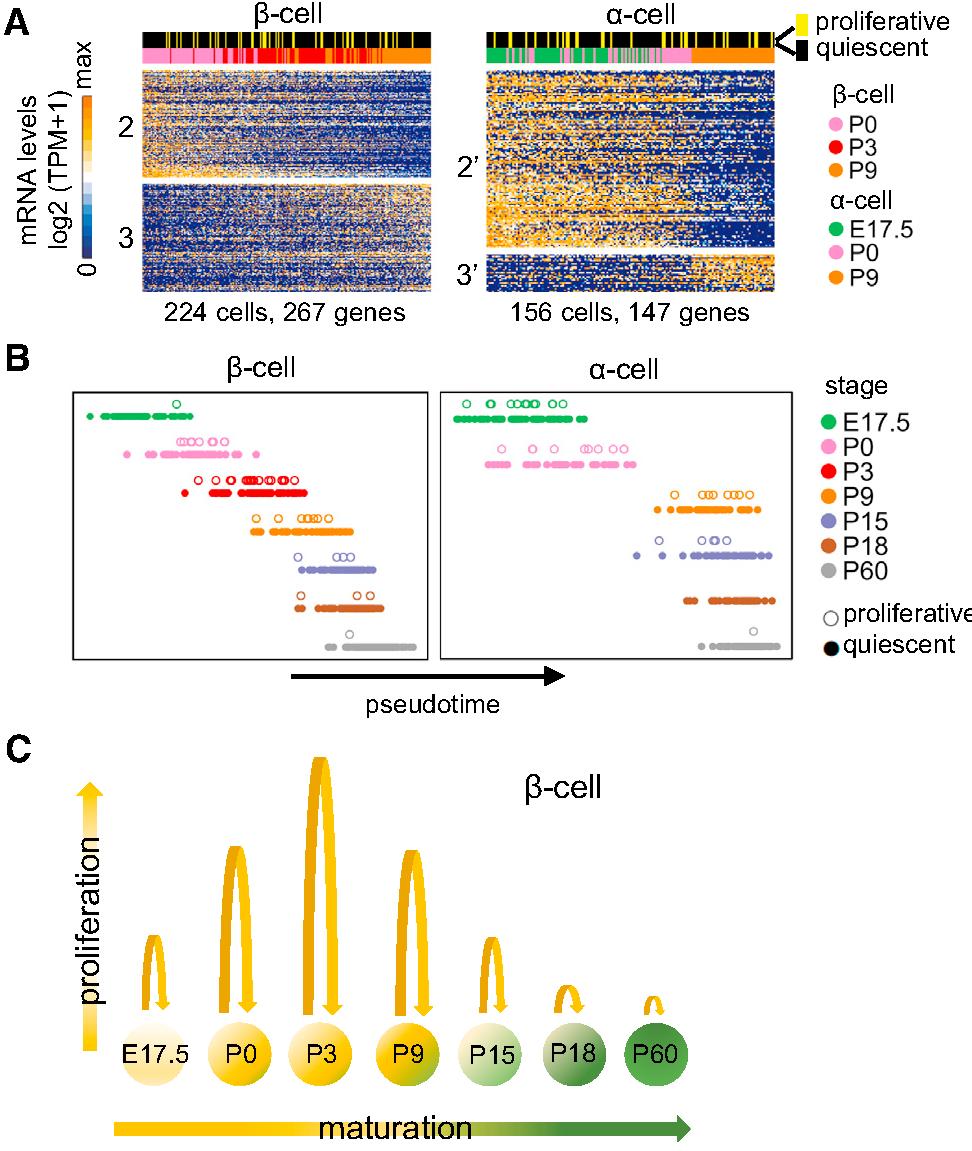 A
β-cell
α-cell
proliferative
quiescent
mRNA levels
log2 (TPM+1)
max
0
2
3
2’
3’
β-cell
P0
P3
P9
α-cell
E17.5
P0
P9
224 cells, 267 genes
156 cells, 147 genes
B
β-cell
α-cell
stage
E17.5
P0
P3
P9
P15
P18
P60
proliferative
quiescent
pseudotime
C
β-cell
proliferation
E17.5
P0
P3
P9
P15
P18
P60
maturation